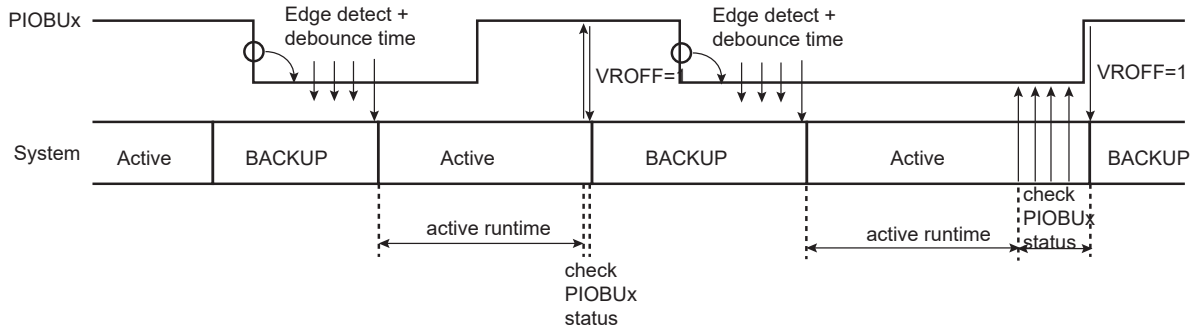 PIOBUx
Edge detect +
debounce time
VROFF=1
Edge detect +
debounce time
VROFF=1
System
Active
BACKUP
Active
BACKUP
Active
BACKUP
active runtime
check
PIOBUx
status
active runtime
check
PIOBUx
status